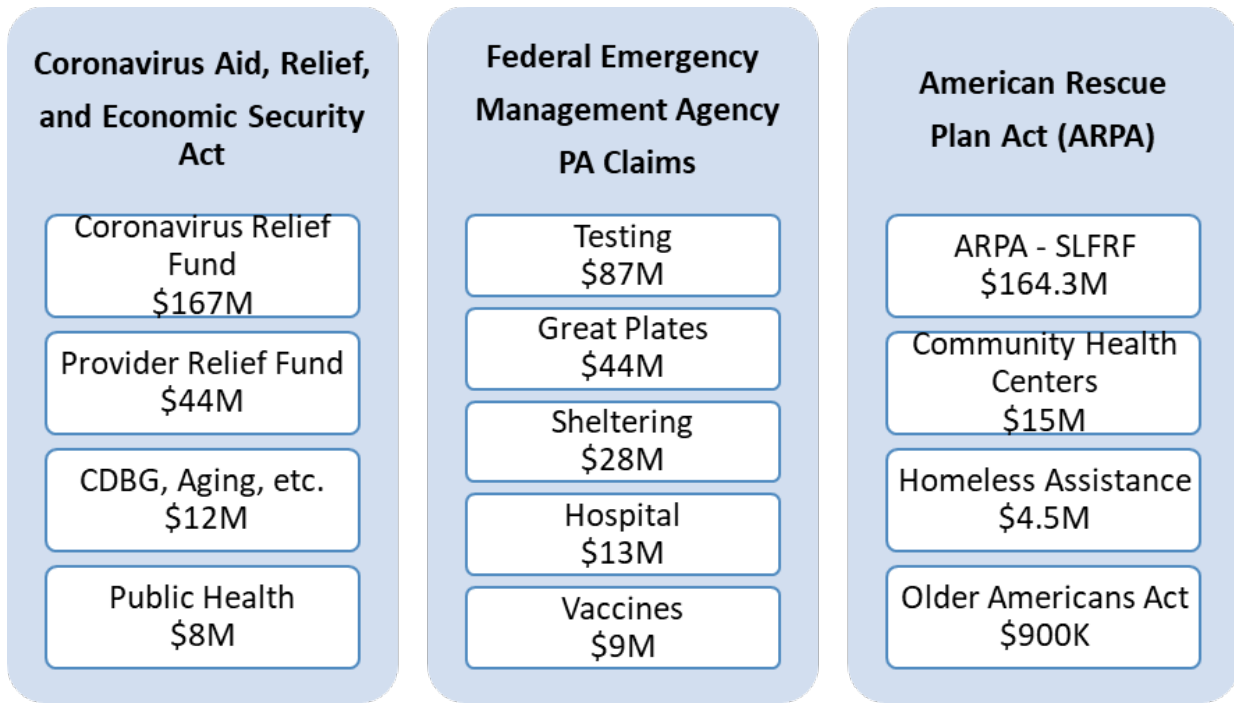 Coronavirus Aid, Relief,
and Economic Security
Act
Coronavirus Relief
Fund
$167M
Provider Relief Fund
$44M
CDBG, Aging, etc.
$12M
Public Health
$8M
Federal Emergency
Management Agency
PA Claims
Testing
$87M
Great Plates
$44M
Sheltering
$28M
Hospital
$13M
Vaccines
$9M
American Rescue
Plan Act (ARPA)
ARPA - SLFRF
$164.3M
Community Health
Centers
$15M
Homeless Assistance
$4.5M
Older Americans Act
$900K